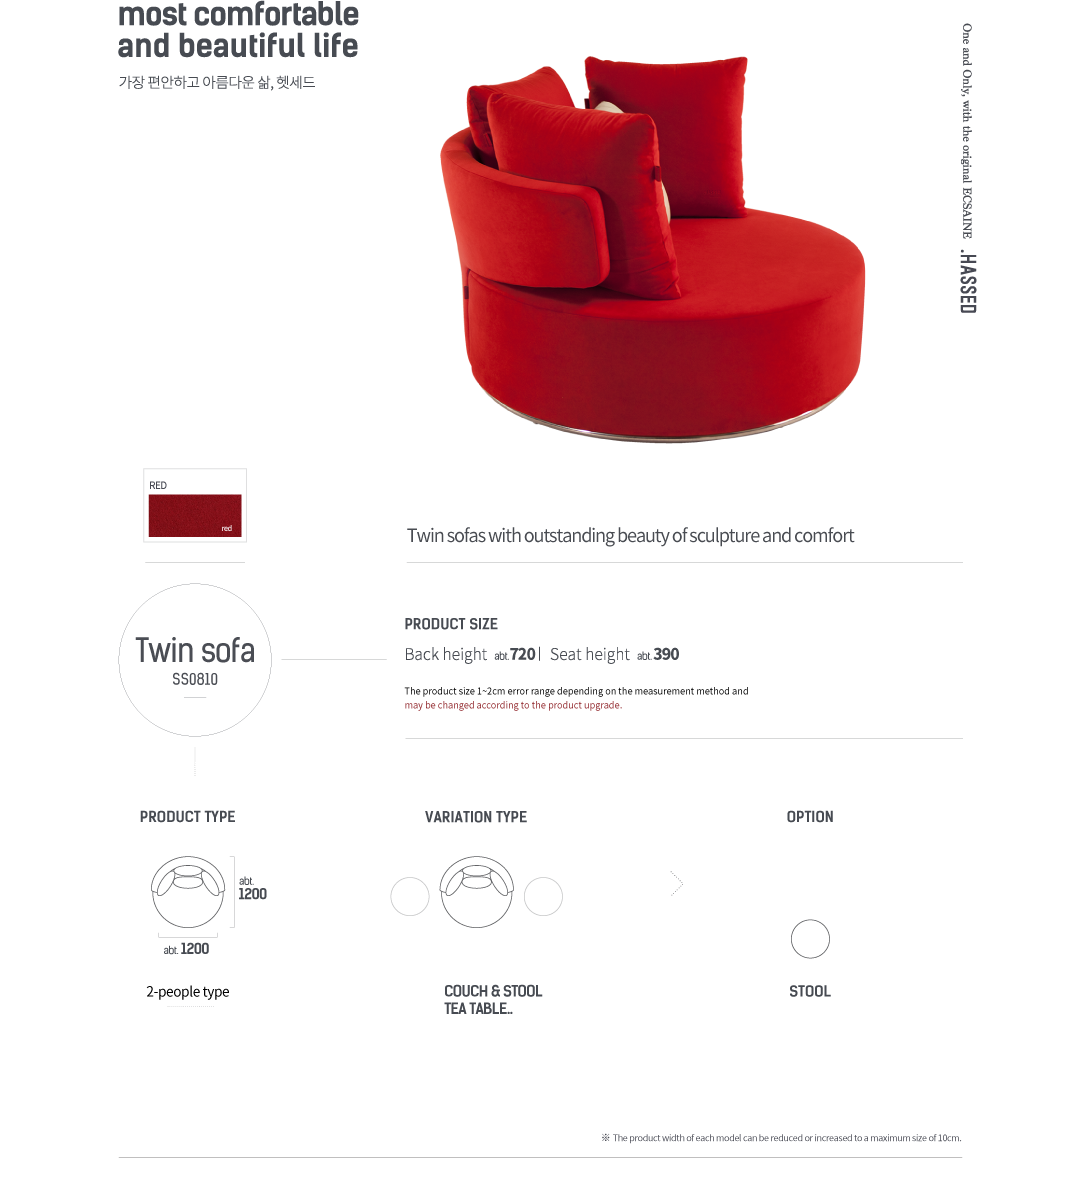 most comfortable
and beautiful life
가장 편안하고 아름다운 삶, 헷세드
One and Only, with the original ECSAINE .HASSED
RED
red
Twin sofas with outstanding beauty of sculpture and comfort
Twin sofa
SS0810
PRODUCT SIZE
Back height abt.720 | Seat height abt.390
The product size 1~2cm error range depending on the measurement method and
may be changed according to the product upgrade.
PRODUCT TYPE
abt.
1200
abt. 1200
2-people type
VARIATION TYPE
COUCH & STOOL
TEA TABLE..
OPTION
STOOL
※ The product width of each model can be reduced or increased to a maximum size of 10cm.